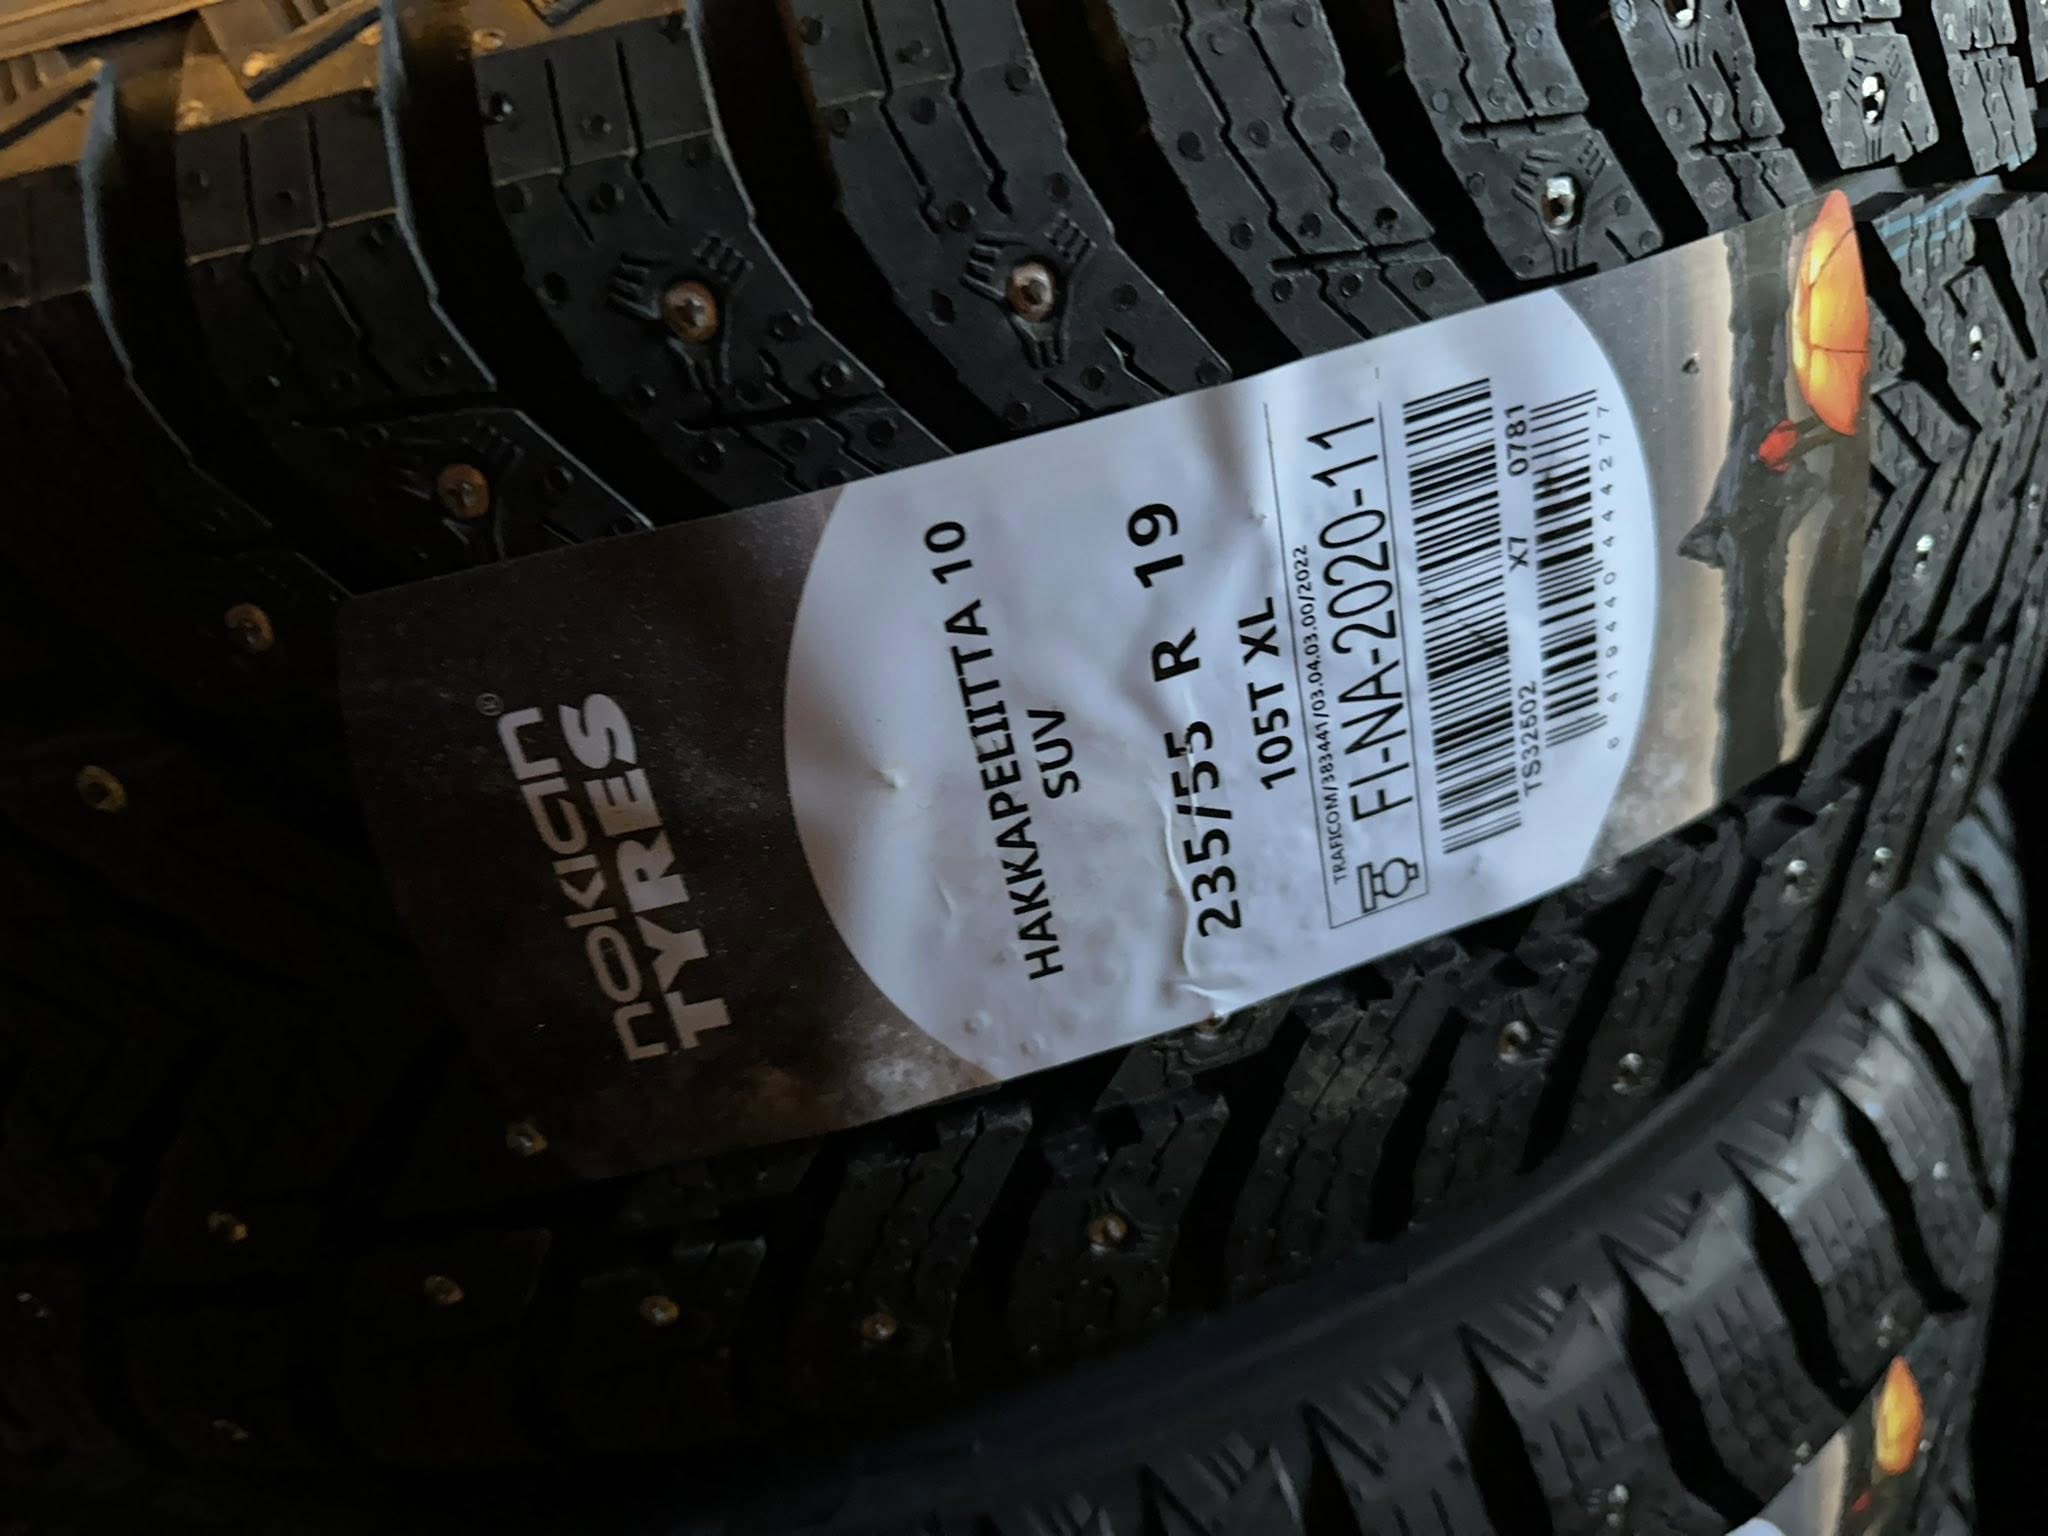 nokian®
TYRES
HAKKAPELIITTA 10
SUV
235/55 R 19
105T XL
TRAFICOM/383441/03.04.03.00/2022
FI-NA-2020-11
TS32502 X7 0781
6419440444277